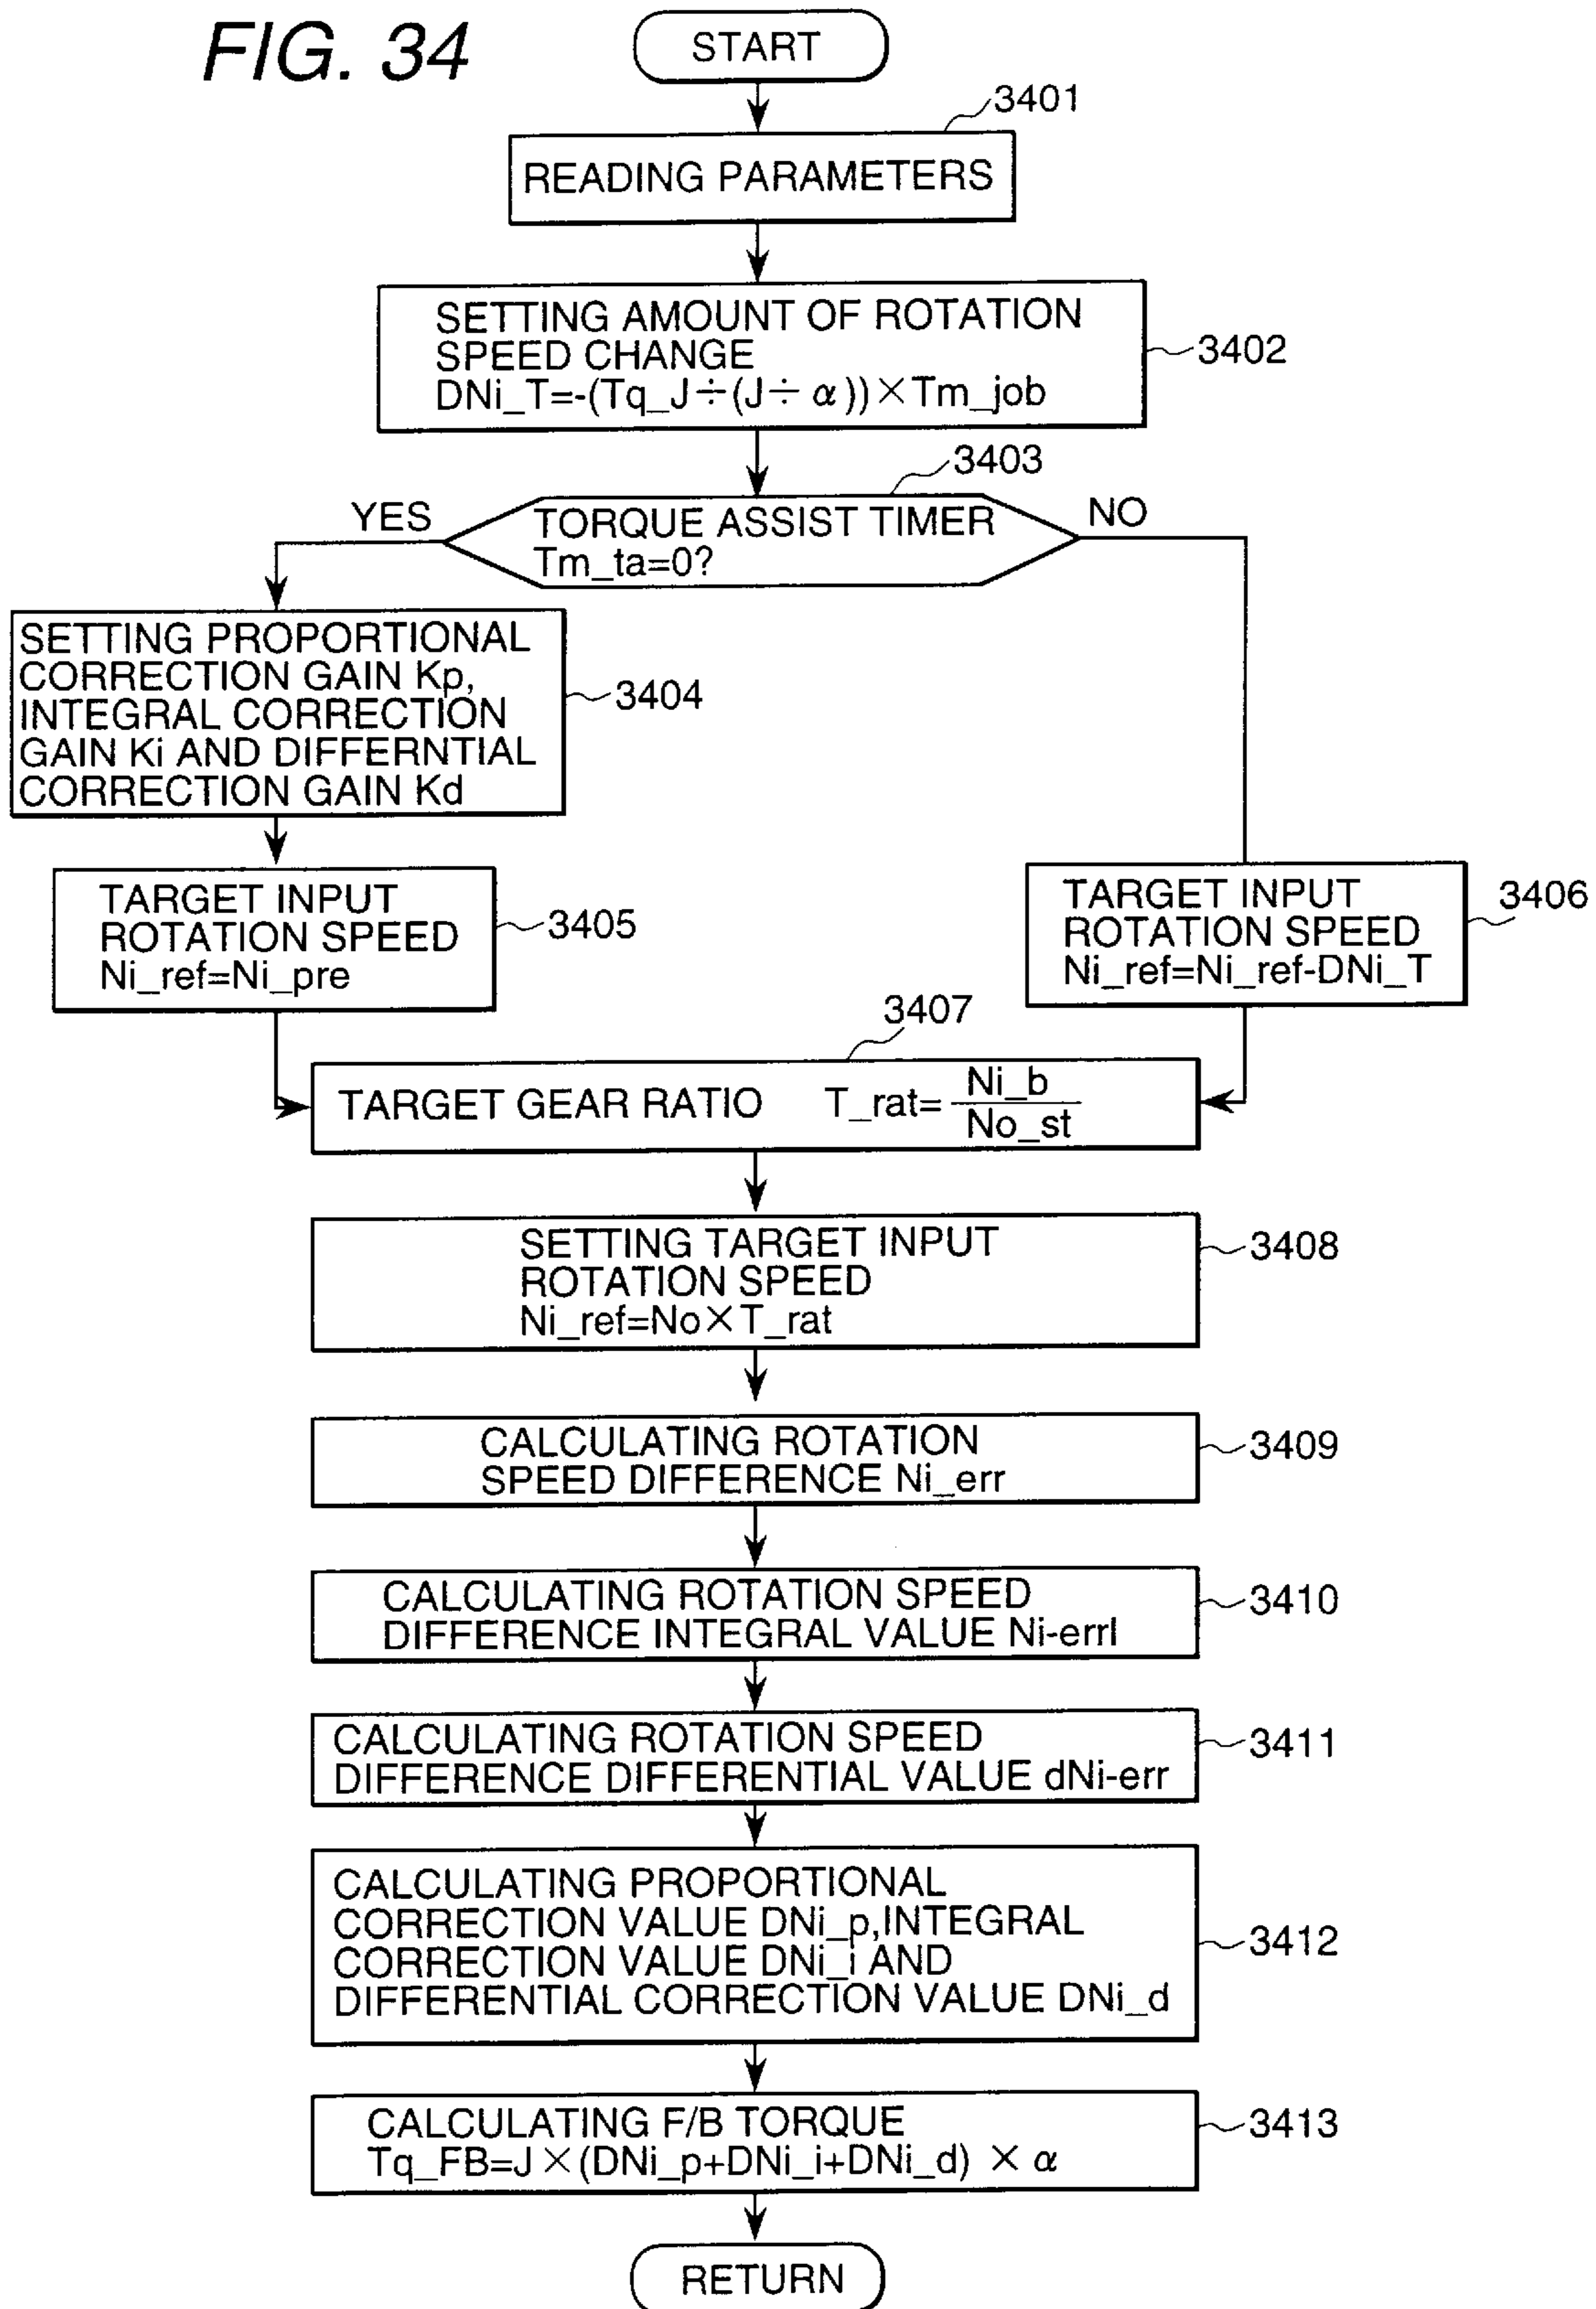 FIG. 34
START
3401
READING PARAMETERS
SETTING AMOUNT OF ROTATION
SPEED CHANGE
DNi_T=-(Tq_J÷(J÷ α))×Tm_job
3402
3403
YES
TORQUE ASSIST TIMER
Tm_ta=0?
NO
SETTING PROPORTIONAL
CORRECTION GAIN Kp,
INTEGRAL CORRECTION
GAIN Ki AND DIFFERNTIAL
CORRECTION GAIN Kd
3404
TARGET INPUT
ROTATION SPEED
Ni_ref=Ni_pre
3405
TARGET INPUT
ROTATION SPEED
Ni_ref=Ni_ref-DNi_T
3406
3407
TARGET GEAR RATIO T_rat= Ni_b
No_st
SETTING TARGET INPUT
ROTATION SPEED
Ni_ref=No×T_rat
3408
CALCULATING ROTATION
SPEED DIFFERENCE Ni_err
3409
CALCULATING ROTATION SPEED
DIFFERENCE INTEGRAL VALUE Ni-errI
3410
CALCULATING ROTATION SPEED
DIFFERENCE DIFFERENTIAL VALUE dNi-err
3411
CALCULATING PROPORTIONAL
CORRECTION VALUE DNi_p,INTEGRAL
CORRECTION VALUE DNi_i AND
DIFFERENTIAL CORRECTION VALUE DNi_d
3412
CALCULATING F/B TORQUE
Tq_FB=J×(DNi_p+DNi_i+DNi_d) × α
3413
RETURN